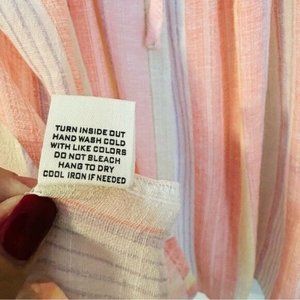 TURN INSIDE OUT
HAND WASH COLD
WITH LIKE COLORS
DO NOT BLEACH
HANG TO DRY
COOL IRON IF NEEDED